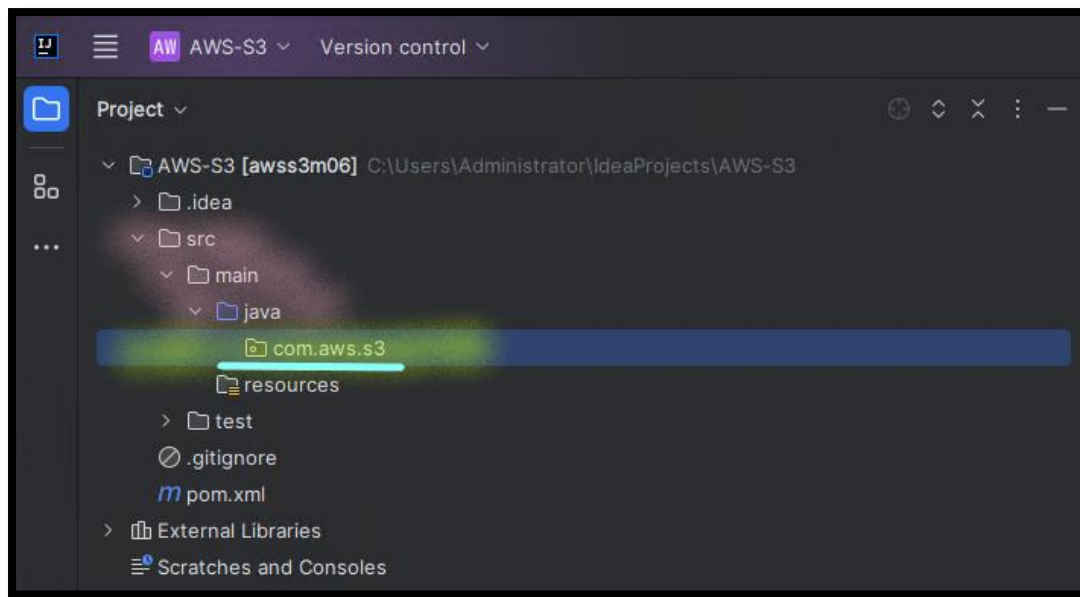 IJ AW AWS-S3 Version control
Project
AWS-S3 [awss3m06] C:\Users\Administrator\IdeaProjects\AWS-S3
.idea
src
main
java
com.aws.s3
resources
test
.gitignore
m pom.xml
External Libraries
Scratches and Consoles